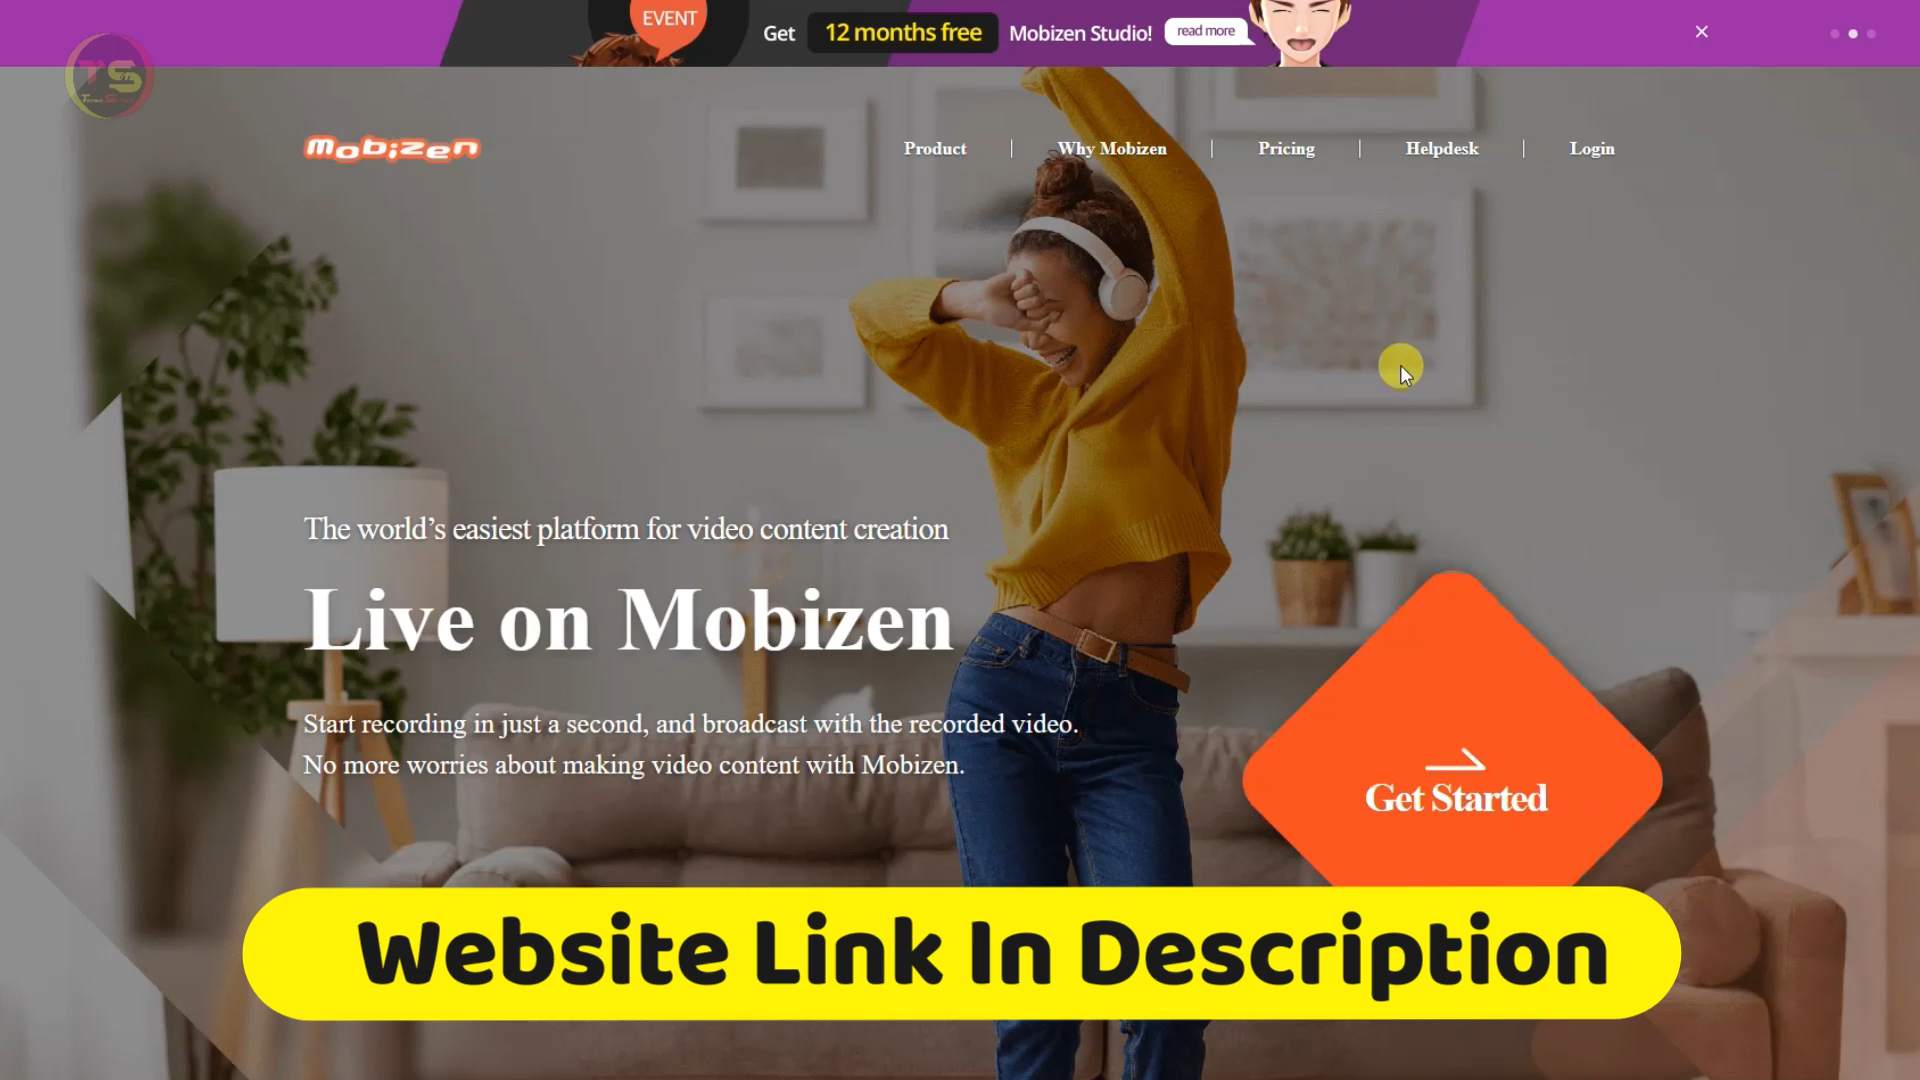 EVENT
Get 12 months free Mobizen Studio! read more
TS
mobizen
Product Why Mobizen Pricing Helpdesk Login
The world’s easiest platform for video content creation
Live on Mobizen
Start recording in just a second, and broadcast with the recorded video.
No more worries about making video content with Mobizen.
Get Started
Website Link In Description